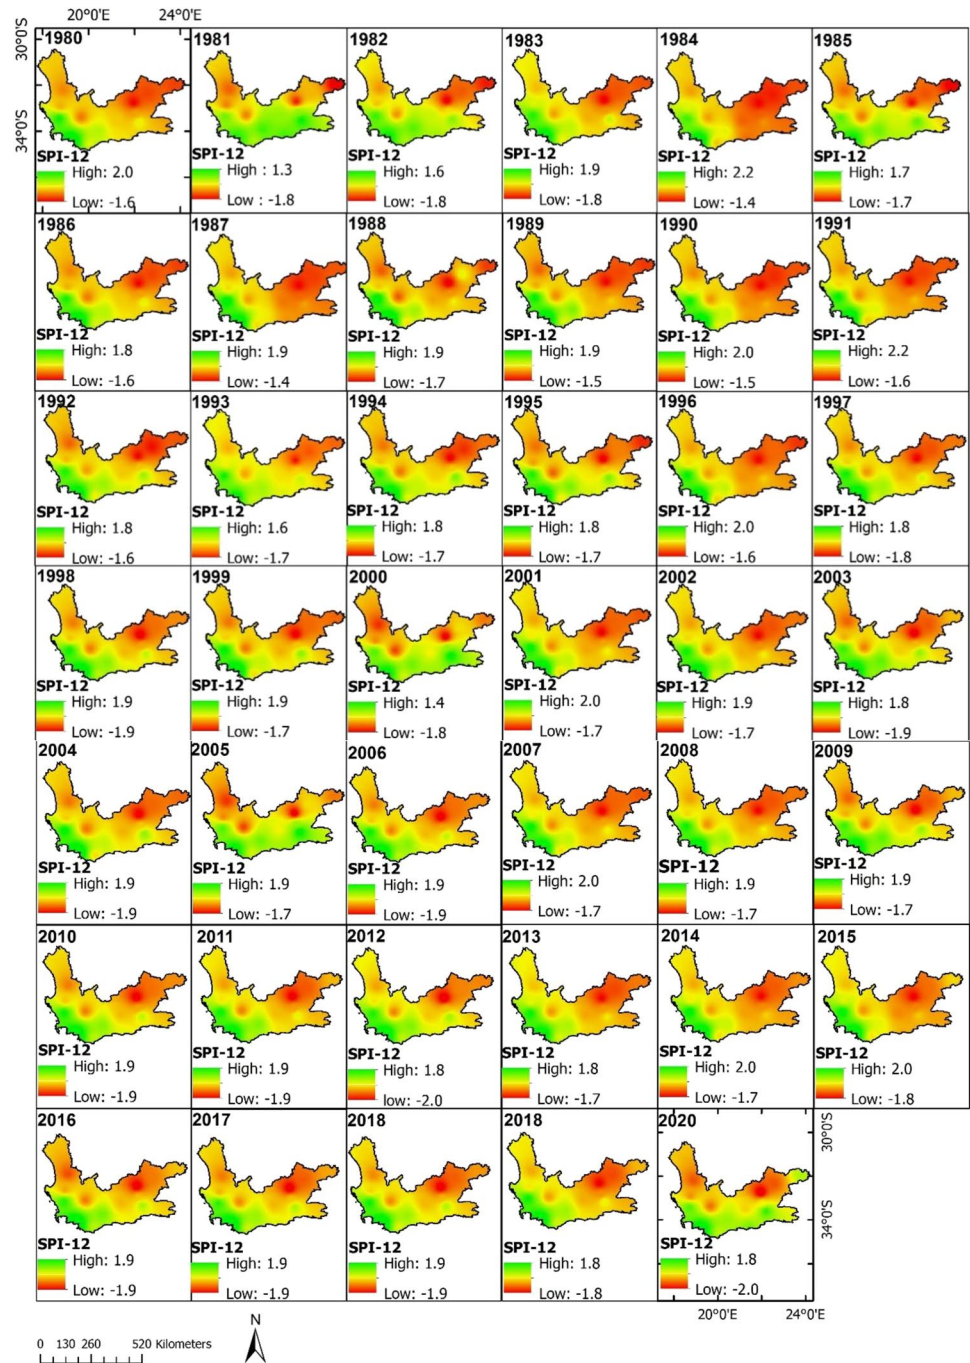 20°0'E 24°0'E
30°0'S
34°0'S
1980
SPI-12
High: 2.0
Low: -1.6
1981
SPI-12
High : 1.3
Low : -1.8
1982
SPI-12
High: 1.6
Low: -1.8
1983
SPI-12
High: 1.9
Low: -1.8
1984
SPI-12
High: 2.2
Low: -1.4
1985
SPI-12
High: 1.7
Low: -1.7
1986
SPI-12
High: 1.8
Low: -1.6
1987
SPI-12
High: 1.9
Low: -1.4
1988
SPI-12
High: 1.9
Low: -1.7
1989
SPI-12
High: 1.9
Low: -1.5
1990
SPI-12
High: 2.0
Low: -1.5
1991
SPI-12
High: 2.2
Low: -1.6
1992
SPI-12
High: 1.8
Low: -1.6
1993
SPI-12
High: 1.6
Low: -1.7
1994
SPI-12
High: 1.8
Low: -1.7
1995
SPI-12
High: 1.8
Low: -1.7
1996
SPI-12
High: 2.0
Low: -1.6
1997
SPI-12
High: 1.8
Low: -1.8
1998
SPI-12
High: 1.9
Low: -1.9
1999
SPI-12
High: 1.9
Low: -1.7
2000
SPI-12
High: 1.4
Low: -1.8
2001
SPI-12
High: 2.0
Low: -1.7
2002
SPI-12
High: 1.9
Low: -1.7
2003
SPI-12
High: 1.8
Low: -1.9
2004
SPI-12
High: 1.9
Low: -1.9
2005
SPI-12
High: 1.9
Low: -1.7
2006
SPI-12
High: 1.9
Low: -1.9
2007
SPI-12
High: 2.0
Low: -1.7
2008
SPI-12
High: 1.9
Low: -1.7
2009
SPI-12
High: 1.9
Low: -1.7
2010
SPI-12
High: 1.9
Low: -1.9
2011
SPI-12
High: 1.9
Low: -1.9
2012
SPI-12
High: 1.8
low: -2.0
2013
SPI-12
High: 1.8
Low: -1.7
2014
SPI-12
High: 2.0
Low: -1.7
2015
SPI-12
High: 2.0
Low: -1.8
2016
SPI-12
High: 1.9
Low: -1.9
2017
SPI-12
High: 1.9
Low: -1.9
2018
SPI-12
High: 1.9
Low: -1.9
2018
SPI-12
High: 1.8
Low: -1.8
2020
SPI-12
High: 1.8
Low: -2.0
30°0'S
34°0'S
20°0'E 24°0'E
N
0 130 260 520 Kilometers